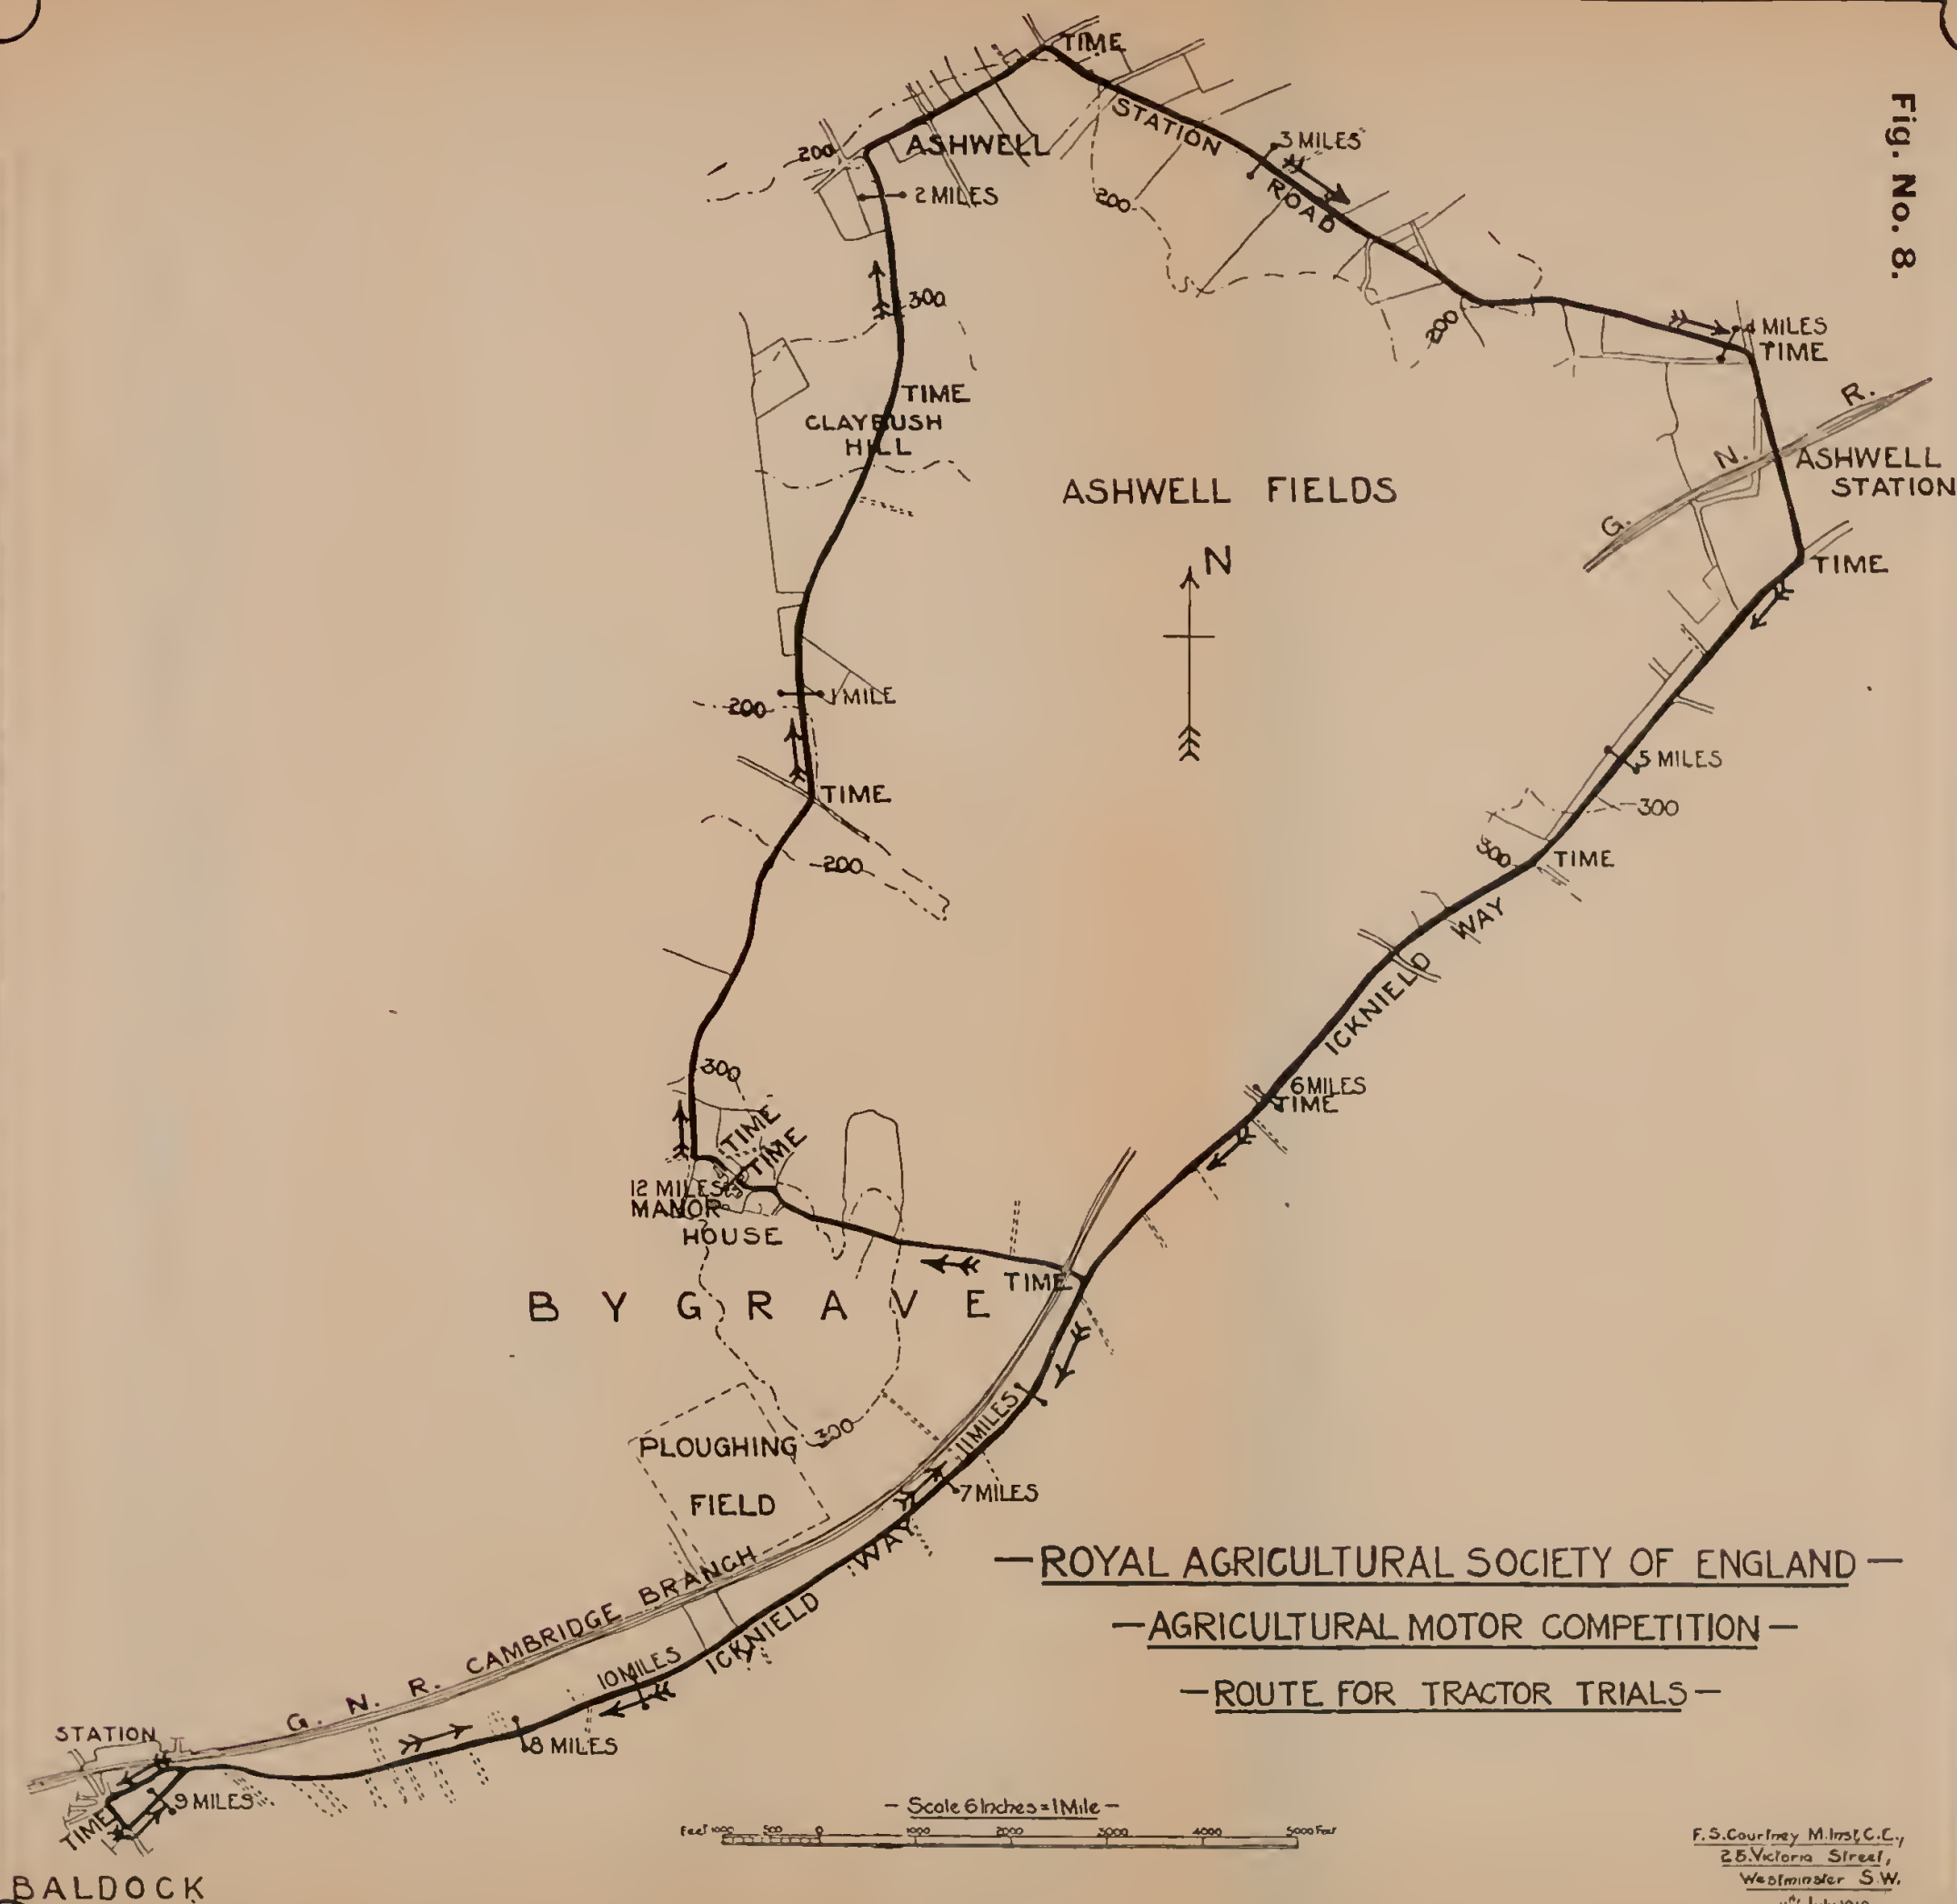 Fig. No. 8.
TIME
STATION ROAD
3 MILES
ASHWELL
200
2 MILES
200
300
200
4 MILES
TIME
TIME
CLAYBUSH
HILL
G. N. R.
ASHWELL
STATION
ASHWELL FIELDS
N
TIME
1 MILE
200
TIME
5 MILES
300
200
300
TIME
ICKNIELD WAY
300
6 MILES
TIME
TIME
TIME
12 MILES
MANOR
HOUSE
TIME
BYGRAVE
11 MILES
300
PLOUGHING
FIELD
7 MILES
ICKNIELD WAY
G. N. R. CAMBRIDGE BRANCH
10 MILES
8 MILES
STATION
9 MILES
TIME
BALDOCK
— ROYAL AGRICULTURAL SOCIETY OF ENGLAND —
— AGRICULTURAL MOTOR COMPETITION —
— ROUTE FOR TRACTOR TRIALS —
— Scale 6 Inches = 1 Mile —
Feet 1000 500 0 1000 2000 3000 4000 5000 Feet
F. S. Courtney M. Inst. C.E.,
25. Victoria Street,
Westminster S.W.